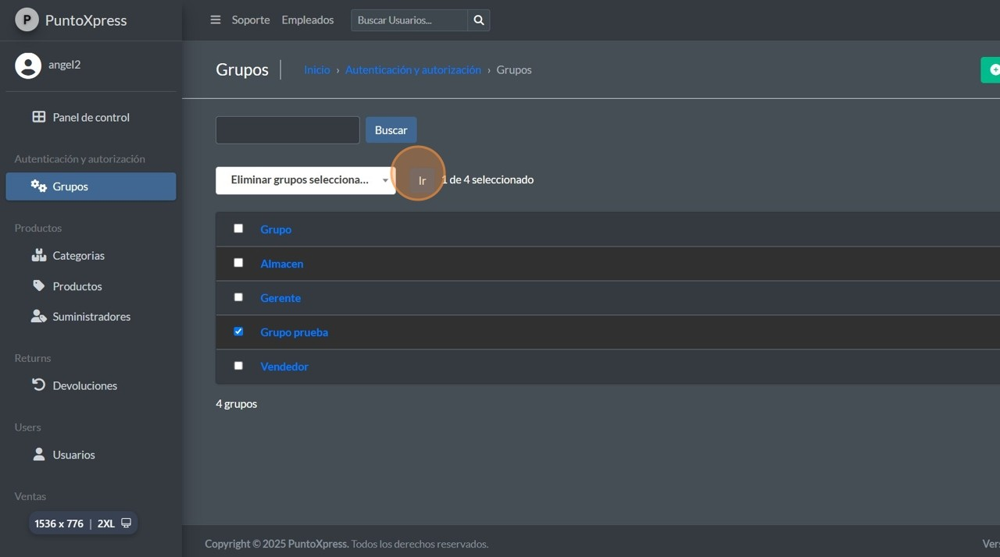 P PuntoXpress
Soporte Empleados Buscar Usuarios...
angel2
Grupos
Inicio › Autenticación y autorización › Grupos
Panel de control
Buscar
Autenticación y autorización
Eliminar grupos selecciona... Ir 1 de 4 seleccionado
Grupos
Productos
Grupo
Categorias
Almacen
Productos
Gerente
Suministradores
Grupo prueba
Returns
Vendedor
Devoluciones
4 grupos
Users
Usuarios
Ventas
1536 x 776 | 2XL
Copyright © 2025 PuntoXpress. Todos los derechos reservados.
Vers